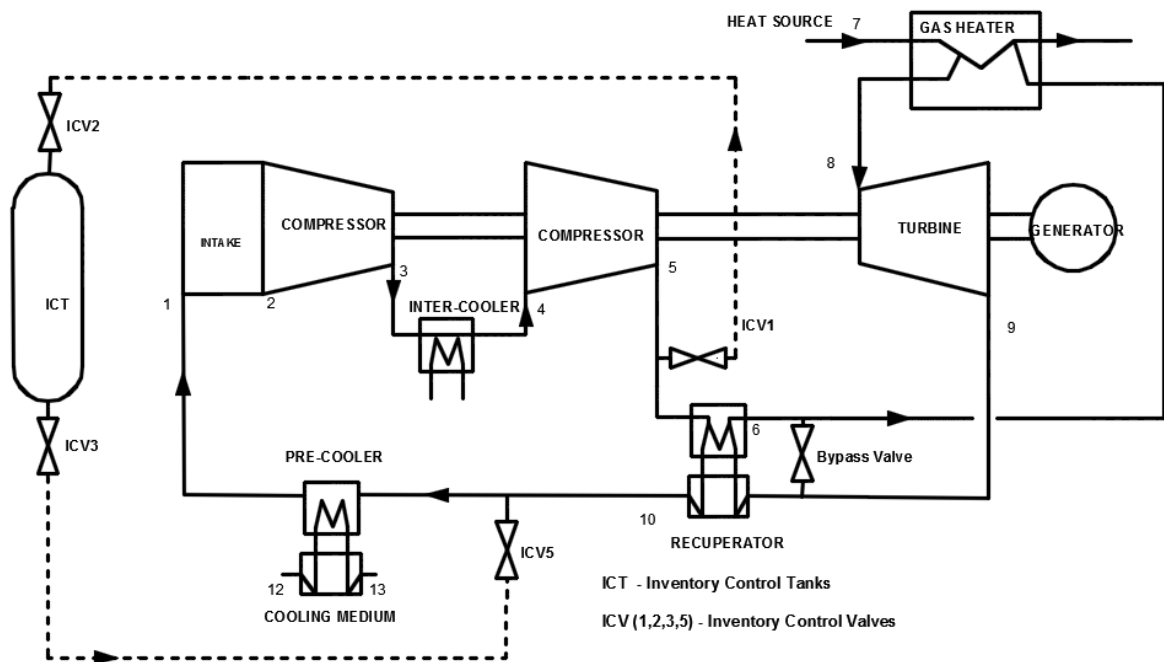 HEAT SOURCE
7
GAS HEATER
ICV2
8
COMPRESSOR
COMPRESSOR
TURBINE
GENERATOR
INTAKE
ICT
1
2
3
4
5
INTER-COOLER
ICV1
9
ICV3
6
PRE-COOLER
Bypass Valve
10
RECUPERATOR
ICV5
12
13
COOLING MEDIUM
ICT - Inventory Control Tanks
ICV (1,2,3,5) - Inventory Control Valves